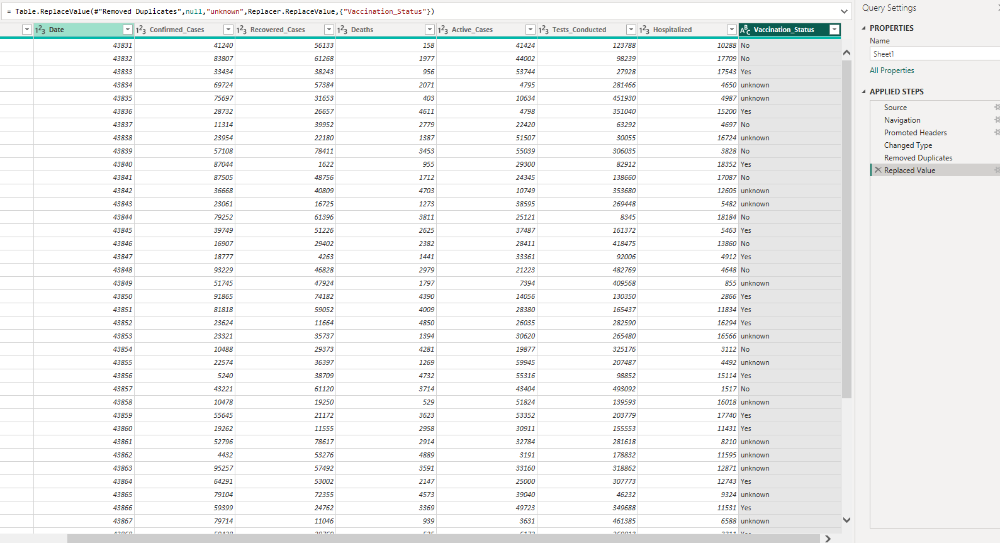 = Table.ReplaceValue(#"Removed Duplicates",null,"unknown",Replacer.ReplaceValue,{"Vaccination_Status"})
Query Settings
PROPERTIES
Name
Sheet1
All Properties
APPLIED STEPS
Source
Navigation
Promoted Headers
Changed Type
Removed Duplicates
Replaced Value
1²3 Date 1²3 Confirmed_Cases 1²3 Recovered_Cases 1²3 Deaths 1²3 Active_Cases 1²3 Tests_Conducted 1²3 Hospitalized ABC Vaccination_Status
43831 41240 56133 158 41424 123788 10288 No
43832 83807 61268 1977 44002 98239 17709 No
43833 33434 38243 956 53744 27928 17543 Yes
43834 69724 57384 2071 4795 281466 4650 unknown
43835 75697 31653 403 10634 451930 4987 unknown
43836 28732 26657 4611 4798 351040 15200 Yes
43837 11314 39952 2779 22420 63292 4697 No
43838 23954 22180 1387 51507 30055 16724 unknown
43839 57108 78411 3453 55039 306035 3828 No
43840 87044 1622 955 29300 82912 18352 Yes
43841 87505 48756 1712 24345 138660 17087 No
43842 36668 40809 4703 10749 353680 12605 unknown
43843 23061 16725 1273 38595 269448 5482 unknown
43844 79252 61396 3811 25121 8345 18184 No
43845 39749 51226 2625 37487 161372 5463 Yes
43846 16907 29402 2382 28411 418475 13860 No
43847 18777 4263 1441 33361 92006 4912 Yes
43848 93229 46828 2979 21223 482769 4648 No
43849 51745 47924 1797 7394 409568 855 unknown
43850 91865 74182 4390 14056 130350 2866 Yes
43851 81818 59052 4009 28380 165437 11834 Yes
43852 23624 11664 4850 26035 282590 16294 Yes
43853 23321 35737 1394 30620 265480 16566 unknown
43854 10488 29373 4281 19877 325176 3112 No
43855 22574 36397 1269 59945 207487 4492 unknown
43856 5240 38709 4732 55316 98852 15114 Yes
43857 43221 61120 3714 43404 493092 1517 No
43858 10478 19250 529 51824 139593 16018 unknown
43859 55645 21172 3623 53352 203779 17740 Yes
43860 19262 11555 2958 30911 155553 11431 Yes
43861 52796 78617 2914 32784 281618 8210 unknown
43862 4432 53276 4889 3191 178832 11595 unknown
43863 95257 57492 3591 33160 318862 12871 unknown
43864 64291 53002 2147 25000 307773 12743 Yes
43865 79104 72355 4573 39040 46232 9324 unknown
43866 59399 24762 3369 49723 349688 11531 Yes
43867 79714 11046 939 3631 461385 6588 unknown